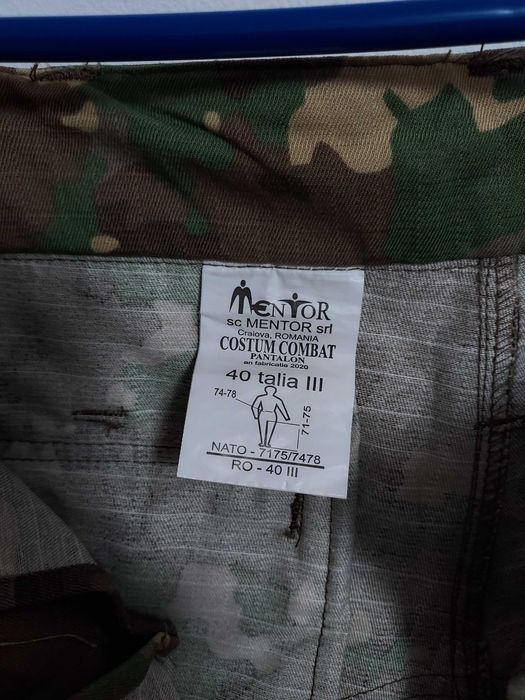 MENTOR
sc MENTOR srl
Craiova, ROMANIA
COSTUM COMBAT
PANTALON
an fabricatie 2020
40 talia III
74-78
71-75
NATO - 7175/7478
RO - 40 III